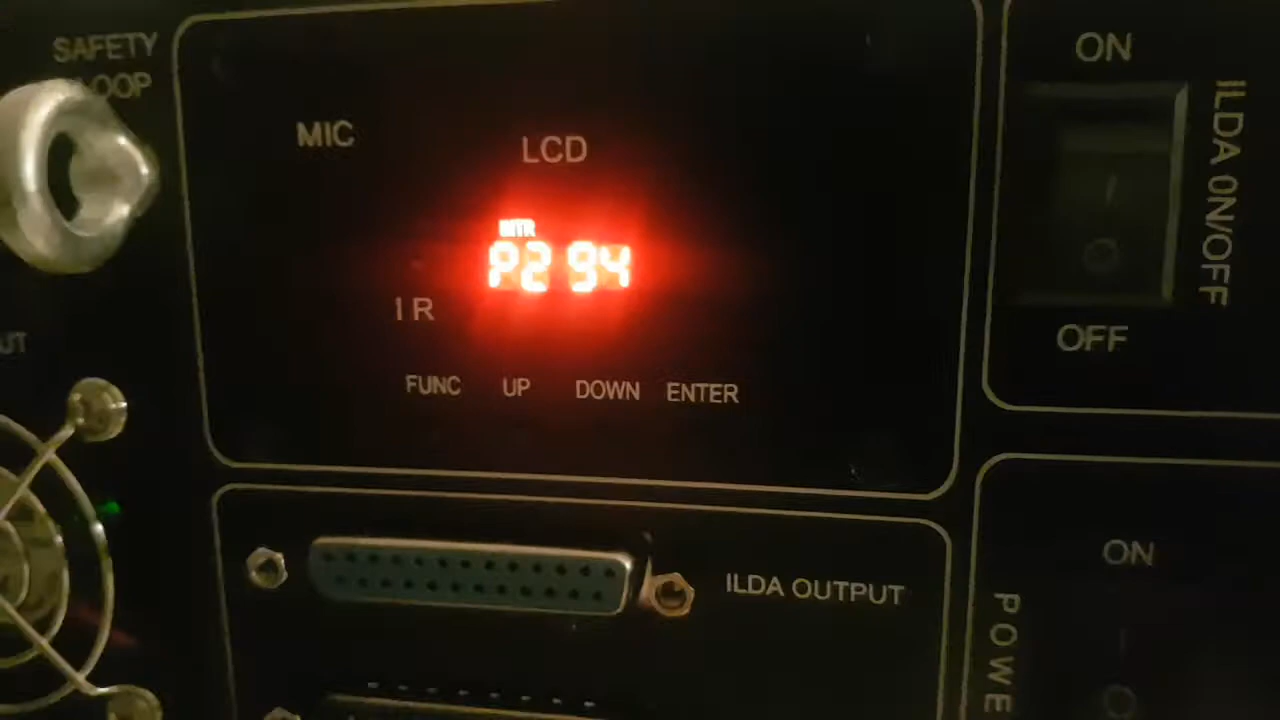 SAFETY
LOOP
MIC
LCD
P2 94
IR
FUNC UP DOWN ENTER
ON
ILDA ON/OFF
OFF
ILDA OUTPUT
ON
POWE